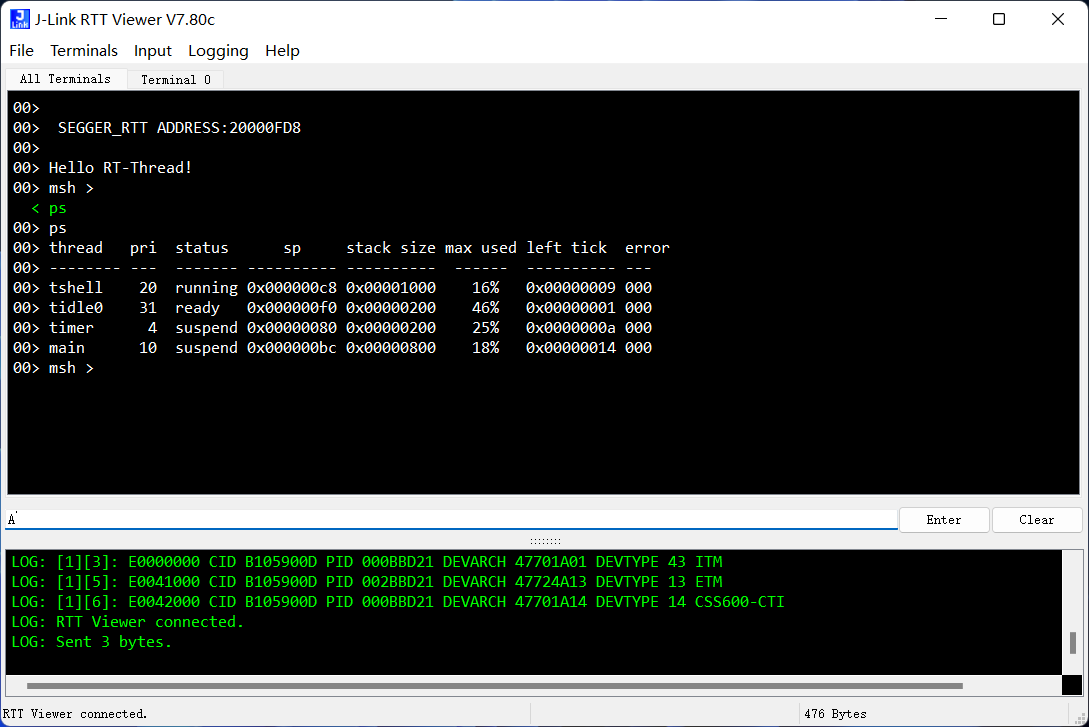 J-Link RTT Viewer V7.80c
File Terminals Input Logging Help
All Terminals Terminal 0
00>
00>  SEGGER_RTT ADDRESS:20000FD8
00>
00> Hello RT-Thread!
00> msh >
< ps
00> ps
00> thread   pri  status      sp     stack size max used left tick  error
00> -------- ---  ------- ---------- ----------  ------  ---------- ---
00> tshell    20  running 0x000000c8 0x00001000    16%   0x00000009 000
00> tidle0    31  ready   0x000000f0 0x00000200    46%   0x00000001 000
00> timer      4  suspend 0x00000080 0x00000200    25%   0x0000000a 000
00> main      10  suspend 0x000000bc 0x00000800    18%   0x00000014 000
00> msh >
Enter Clear
LOG: [1][3]: E0000000 CID B105900D PID 000BBD21 DEVARCH 47701A01 DEVTYPE 43 ITM
LOG: [1][5]: E0041000 CID B105900D PID 002BBD21 DEVARCH 47724A13 DEVTYPE 13 ETM
LOG: [1][6]: E0042000 CID B105900D PID 000BBD21 DEVARCH 47701A14 DEVTYPE 14 CSS600-CTI
LOG: RTT Viewer connected.
LOG: Sent 3 bytes.
RTT Viewer connected. 476 Bytes